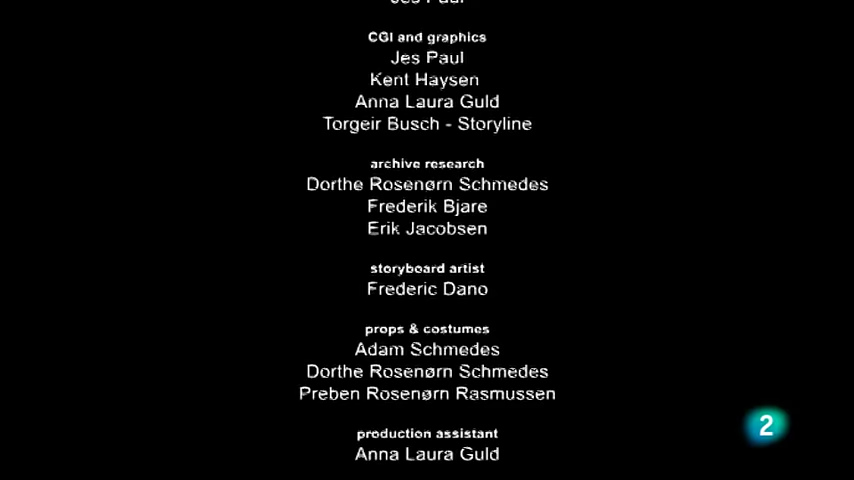 Jes Paul
CGI and graphics
Jes Paul
Kent Haysen
Anna Laura Guld
Torgeir Busch - Storyline
archive research
Dorthe Rosenørn Schmedes
Frederik Bjare
Erik Jacobsen
storyboard artist
Frederic Dano
props & costumes
Adam Schmedes
Dorthe Rosenørn Schmedes
Preben Rosenørn Rasmussen
production assistant
Anna Laura Guld
2